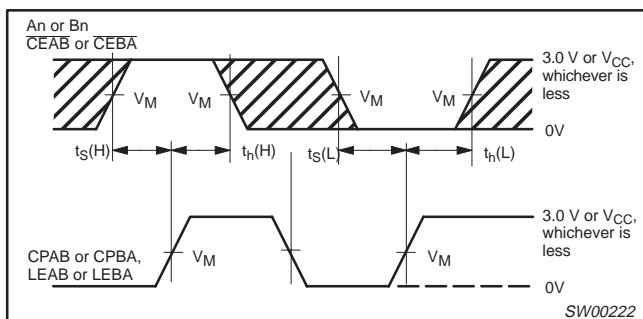 An or Bn
CEAB or CEBA
3.0 V or VCC,
whichever is
less
VM VM VM VM
0V
tS(H) th(H) tS(L) th(L)
CPAB or CPBA,
LEAB or LEBA
VM VM
3.0 V or VCC,
whichever is
less
0V
SW00222